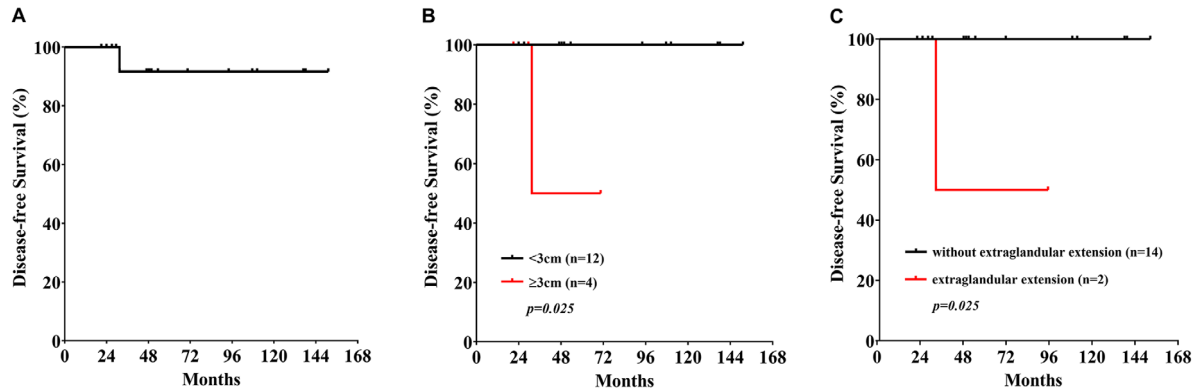 A
Disease-free Survival (%)
100
80
60
40
20
0
0 24 48 72 96 120 144 168
Months
B
Disease-free Survival (%)
100
80
60
40
20
0
<3cm (n=12)
≥3cm (n=4)
p=0.025
0 24 48 72 96 120 144 168
Months
C
Disease-free Survival (%)
100
80
60
40
20
0
without extraglandular extension (n=14)
extraglandular extension (n=2)
p=0.025
0 24 48 72 96 120 144 168
Months